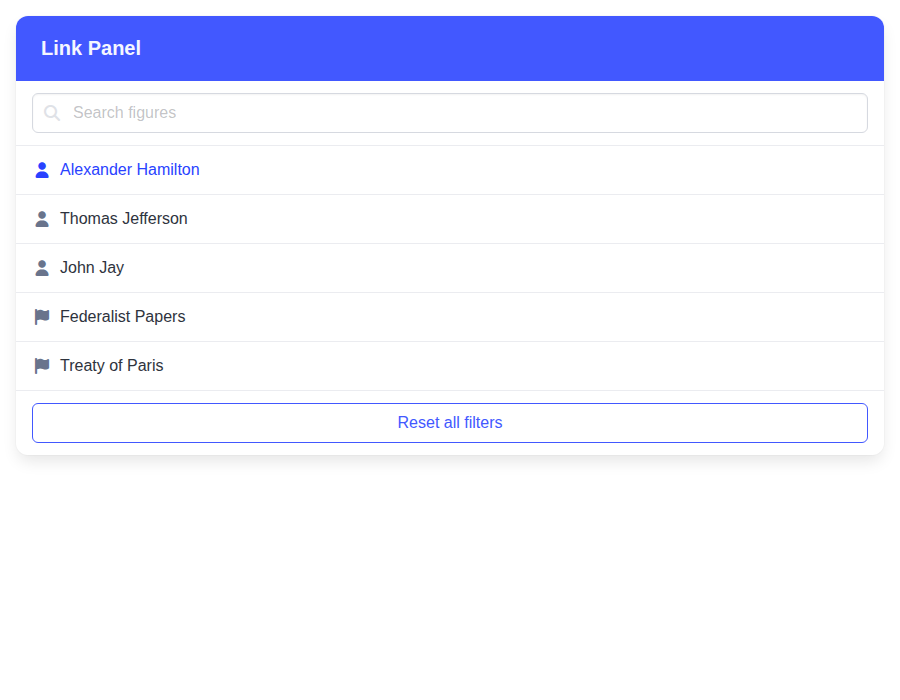 Link Panel
Search figures
Alexander Hamilton
Thomas Jefferson
John Jay
Federalist Papers
Treaty of Paris
Reset all filters